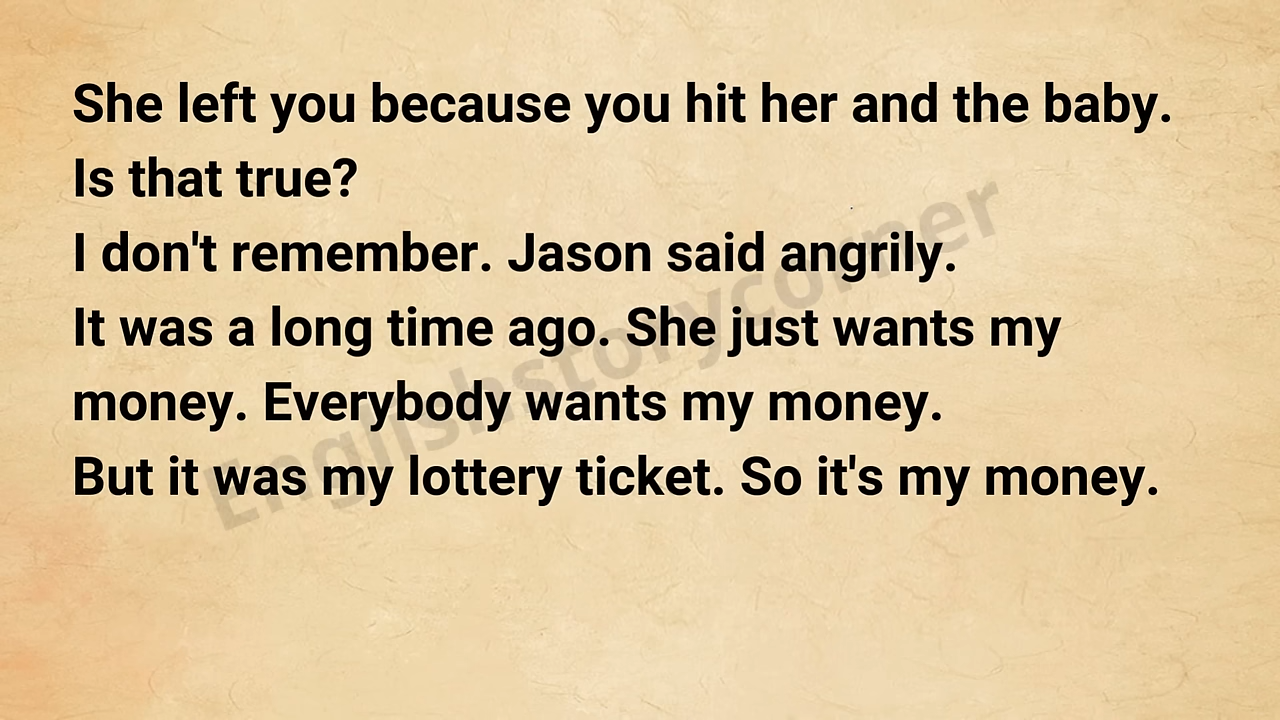 She left you because you hit her and the baby.
Is that true?
I don't remember. Jason said angrily.
It was a long time ago. She just wants my
money. Everybody wants my money.
But it was my lottery ticket. So it's my money.
Englishstorycorner